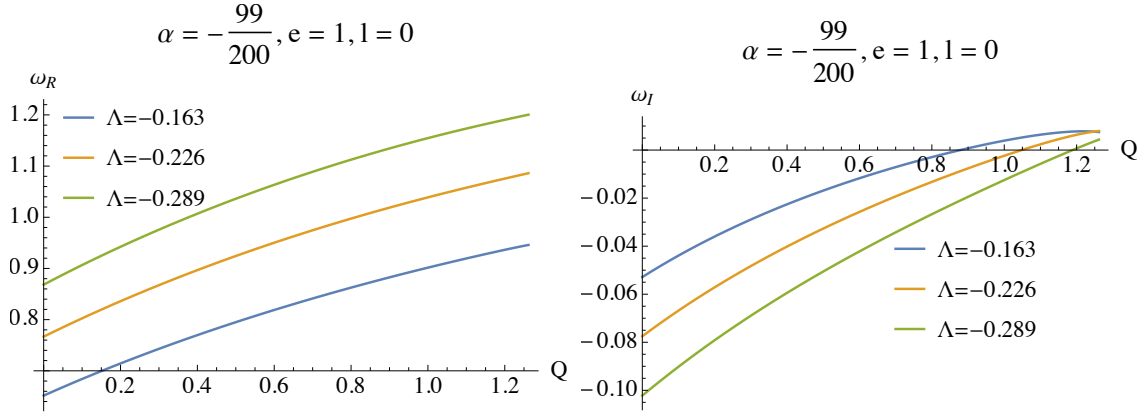 α = −99/200, e = 1, l = 0
ω_R
1.2
1.1
1.0
0.9
0.8
Λ=−0.163
Λ=−0.226
Λ=−0.289
0.2 0.4 0.6 0.8 1.0 1.2 Q
α = −99/200, e = 1, l = 0
ω_I
0.2 0.4 0.6 0.8 1.0 1.2 Q
−0.02
−0.04
−0.06
−0.08
−0.10
Λ=−0.163
Λ=−0.226
Λ=−0.289